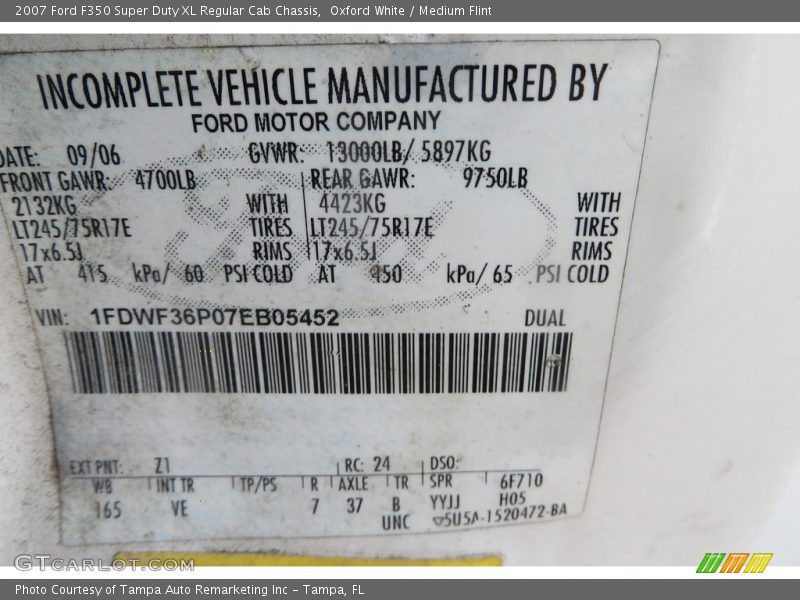 2007 Ford F350 Super Duty XL Regular Cab Chassis,  Oxford White / Medium Flint
INCOMPLETE VEHICLE MANUFACTURED BY
FORD MOTOR COMPANY
DATE: 09/06 GVWR: 13000LB/ 5897KG
FRONT GAWR: 4700LB REAR GAWR: 9750LB
2132KG WITH 4423KG WITH
LT245/75R17E TIRES LT245/75R17E TIRES
17x6.5J RIMS 17x6.5J RIMS
AT 415 kPa/ 60 PSI COLD AT 450 kPa/ 65 PSI COLD
VIN: 1FDWF36P07EB05452 DUAL
EXT PNT: Z1 RC: 24 DSO:
WB INT TR TP/PS R AXLE TR SPR 6F710
165 VE 7 37 B YYJJ H05
UNC 5U5A-1520472-BA
GTCarLot.com
Photo Courtesy of Tampa Auto Remarketing Inc - Tampa, FL